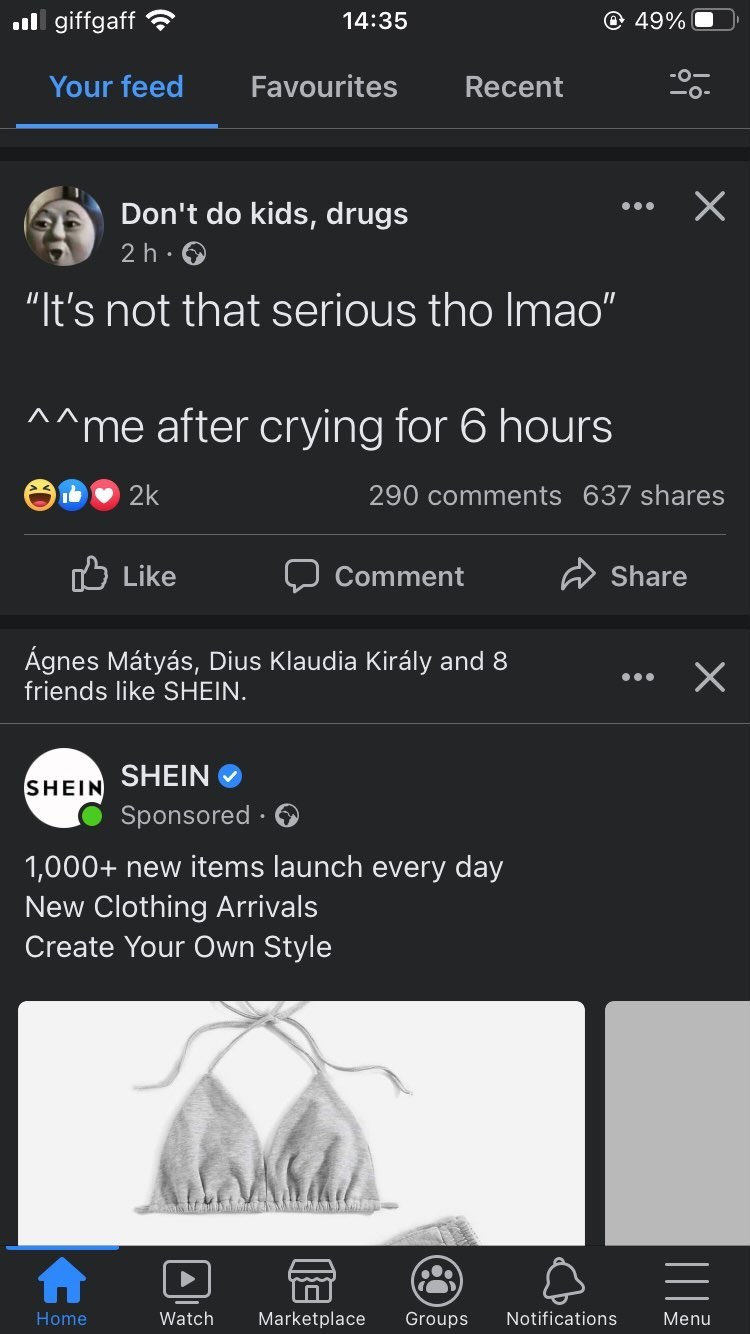 giffgaff 14:35 49%
Your feed Favourites Recent
Don't do kids, drugs
2 h ·
“It’s not that serious tho lmao”
^^me after crying for 6 hours
2k 290 comments 637 shares
Like Comment Share
Ágnes Mátyás, Dius Klaudia Király and 8
friends like SHEIN.
SHEIN
SHEIN
Sponsored ·
1,000+ new items launch every day
New Clothing Arrivals
Create Your Own Style
Home Watch Marketplace Groups Notifications Menu